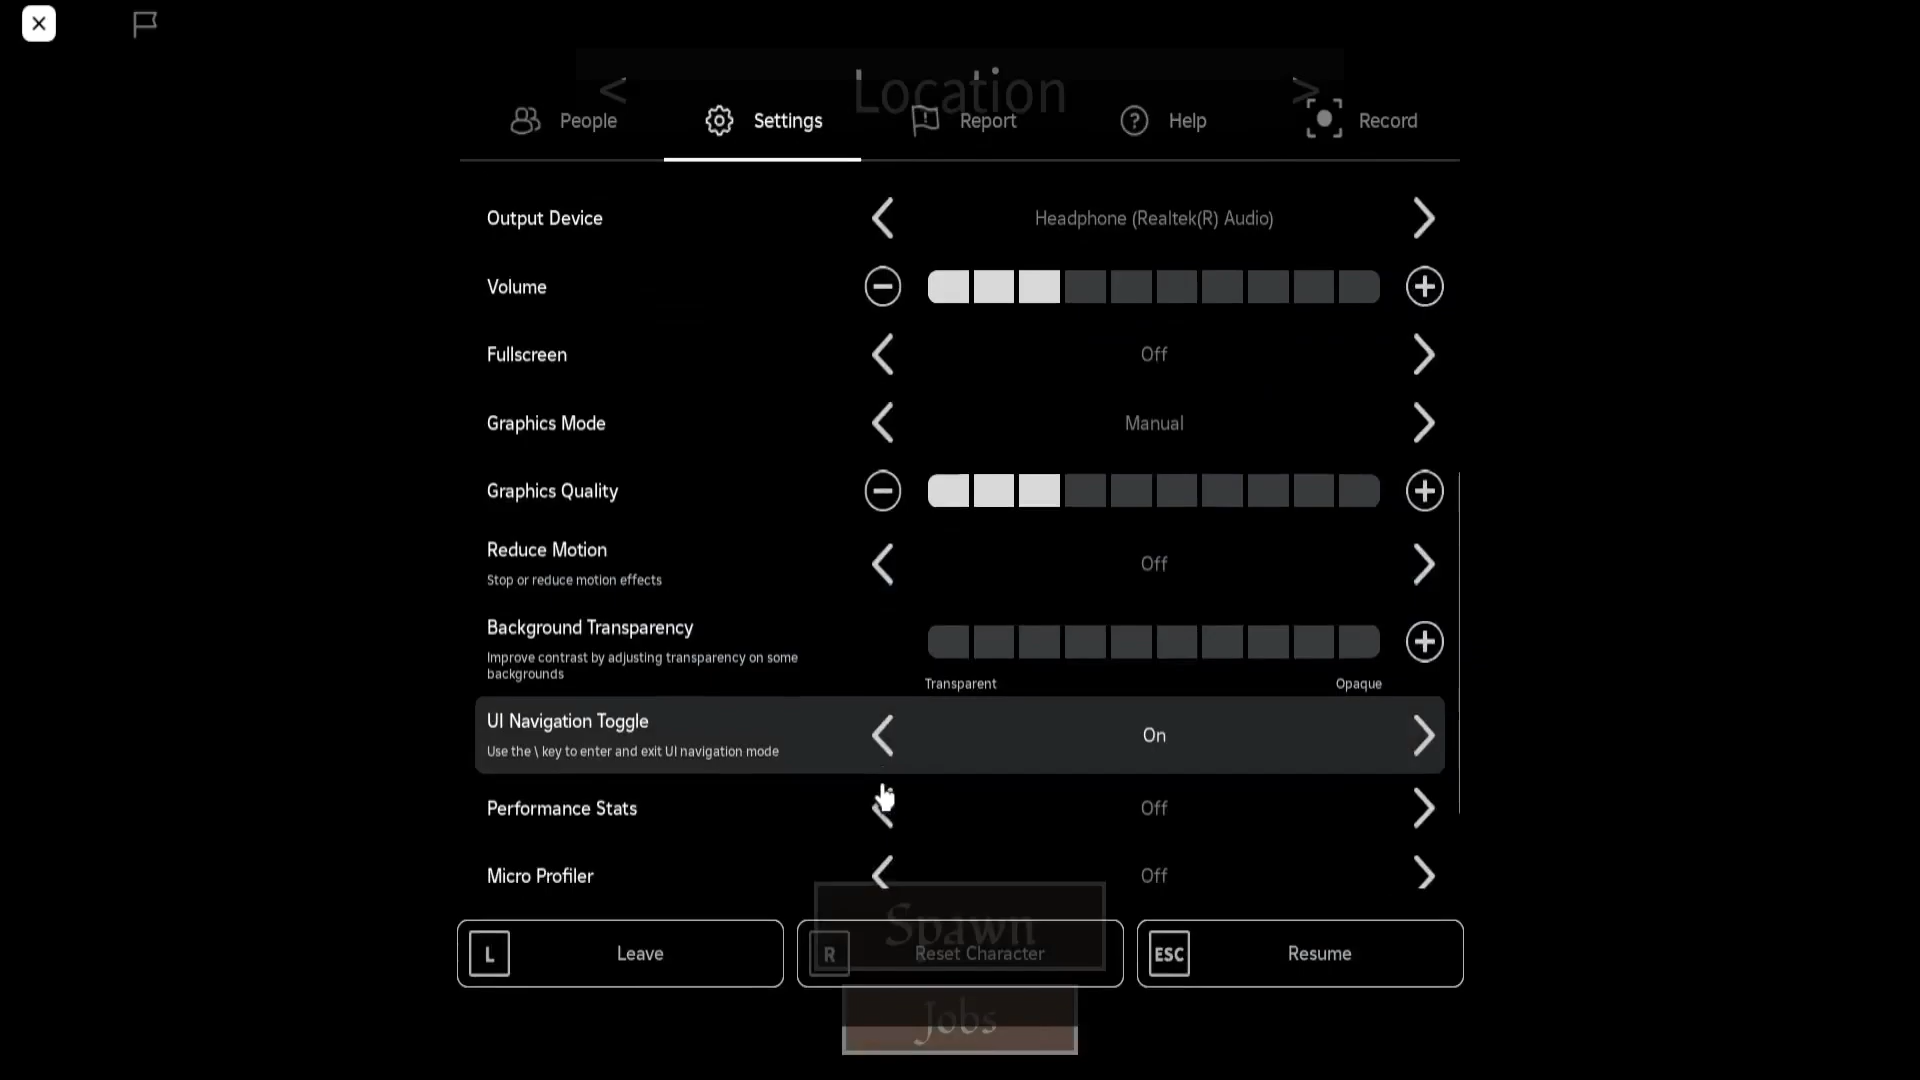 Location
< >
People Settings Report Help Record
Output Device Headphone (Realtek(R) Audio)
Volume
Fullscreen Off
Graphics Mode Manual
Graphics Quality
Reduce Motion
Off
Stop or reduce motion effects
Background Transparency
Improve contrast by adjusting transparency on some
backgrounds
Transparent Opaque
UI Navigation Toggle
On
Use the \ key to enter and exit UI navigation mode
Performance Stats Off
Micro Profiler Off
Spawn
L Leave R Reset Character ESC Resume
Jobs